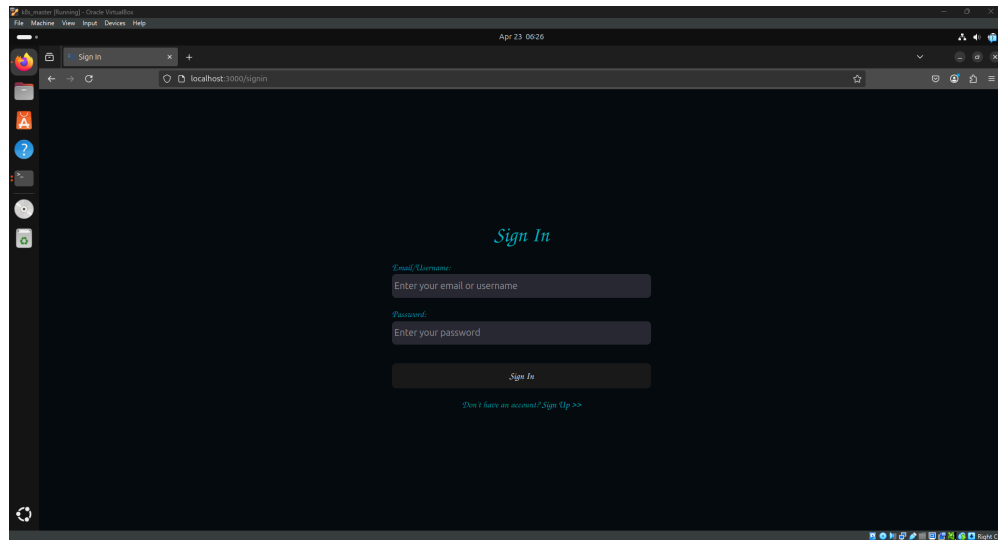 k8s_master [Running] - Oracle VirtualBox
File Machine View Input Devices Help
Apr 23 06:26
Sign In
localhost:3000/signin
Sign In
Email/Username:
Enter your email or username
Password:
Enter your password
Sign In
Don't have an account? Sign Up >>
Right C